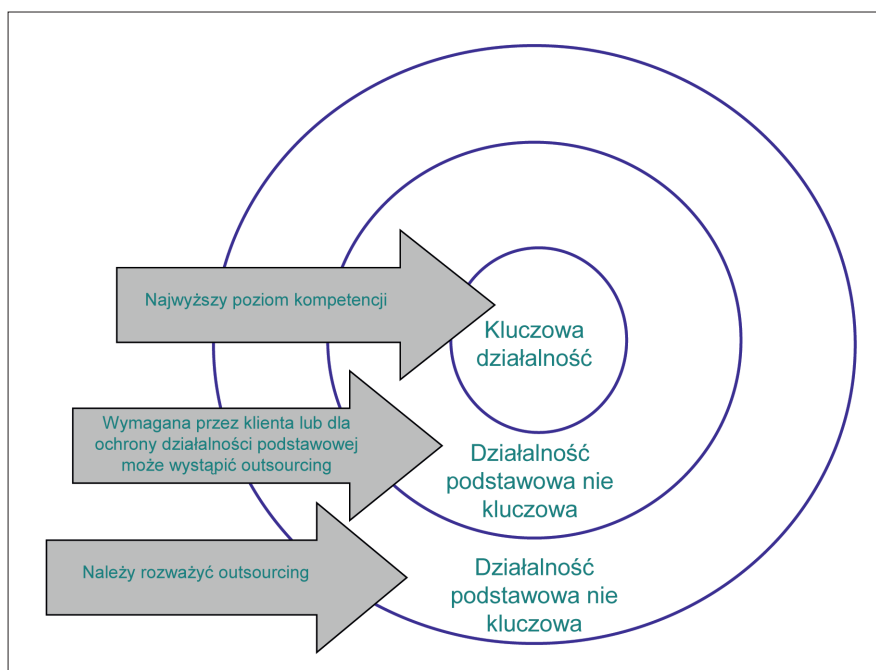 Najwyższy poziom kompetencji
Kluczowa
działalność
Wymagana przez klienta lub dla
ochrony działalności podstawowej
może wystąpić outsourcing
Działalność
podstawowa nie
kluczowa
Należy rozważyć outsourcing
Działalność
podstawowa nie
kluczowa